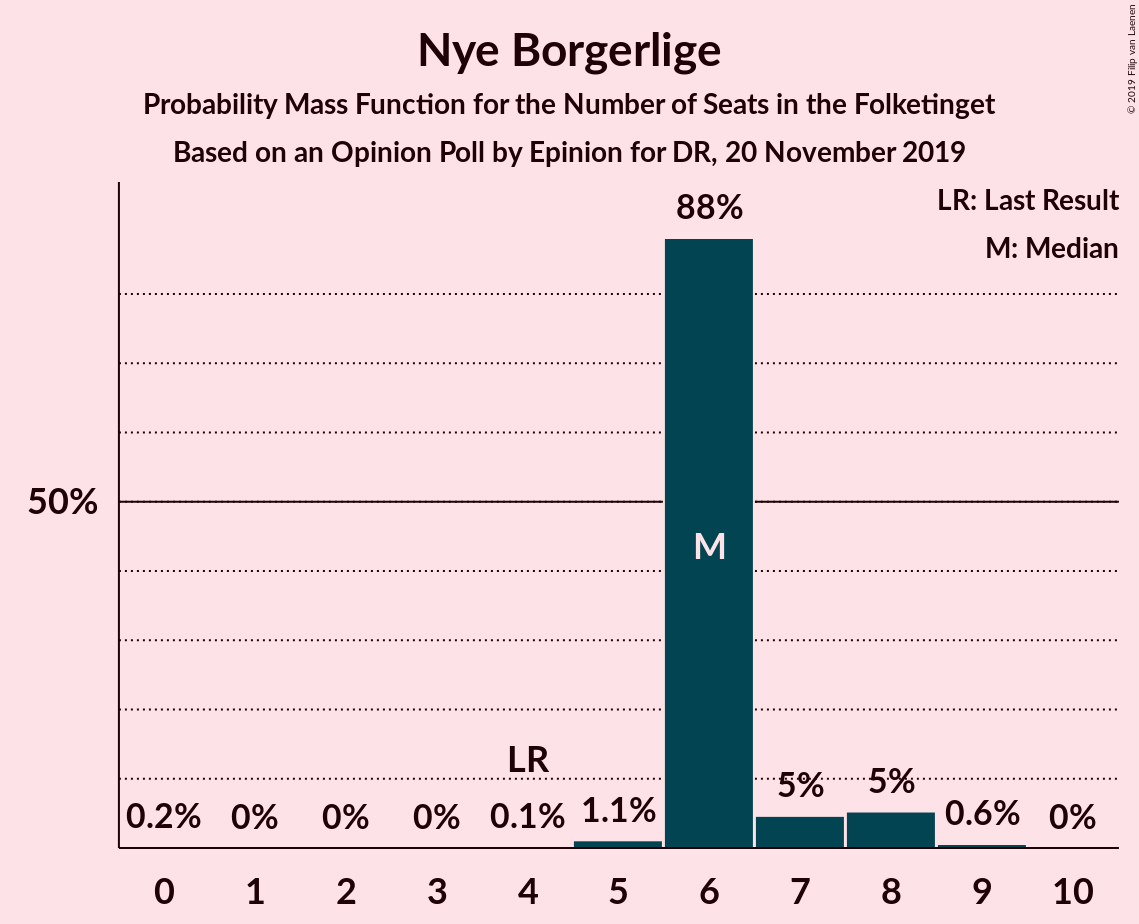 Nye Borgerlige
Probability Mass Function for the Number of Seats in the Folketinget
Based on an Opinion Poll by Epinion for DR, 20 November 2019
© 2019 Filip van Laenen
LR: Last Result
M: Median
88%
50%
M
LR
0.2% 0% 0% 0% 0.1% 1.1% 5% 5% 0.6% 0%
0 1 2 3 4 5 6 7 8 9 10